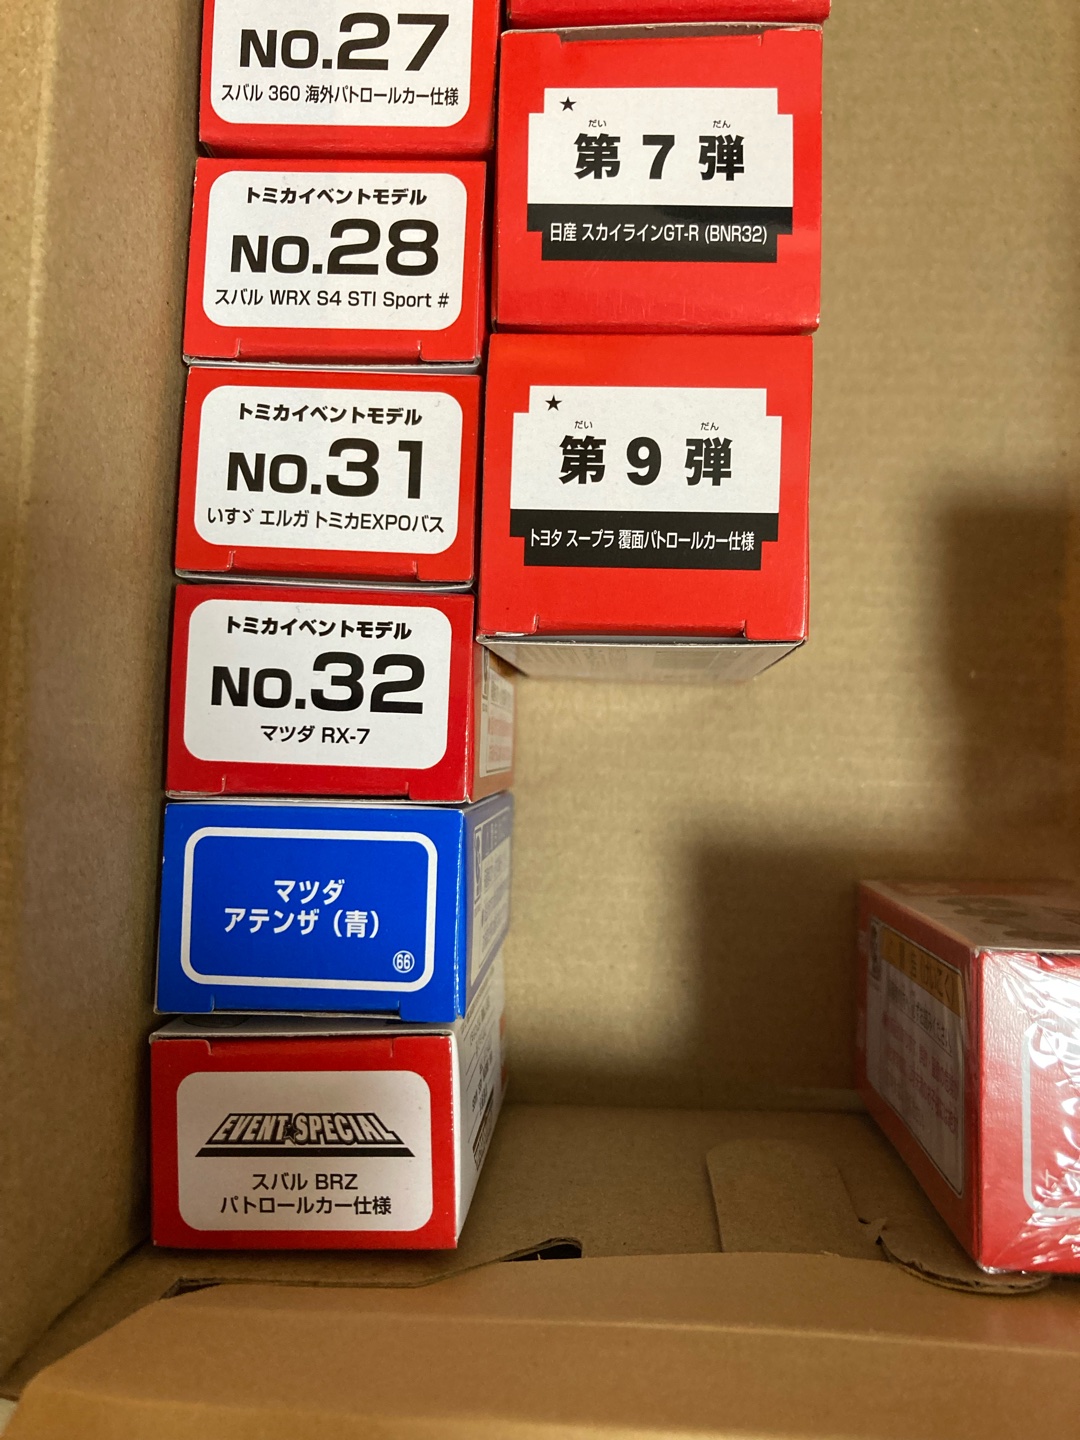 NO.27
スバル 360 海外パトロールカー仕様
トミカイベントモデル
NO.28
スバル WRX S4 STI Sport #
トミカイベントモデル
NO.31
いすゞ エルガ トミカEXPOバス
トミカイベントモデル
NO.32
マツダ RX-7
マツダ
アテンザ（青）
66
EVENT★SPECIAL
スバル BRZ
パトロールカー仕様
★
だい だん
第 7 弾
日産 スカイラインGT-R (BNR32)
★
だい だん
第 9 弾
トヨタ スープラ 覆面パトロールカー仕様